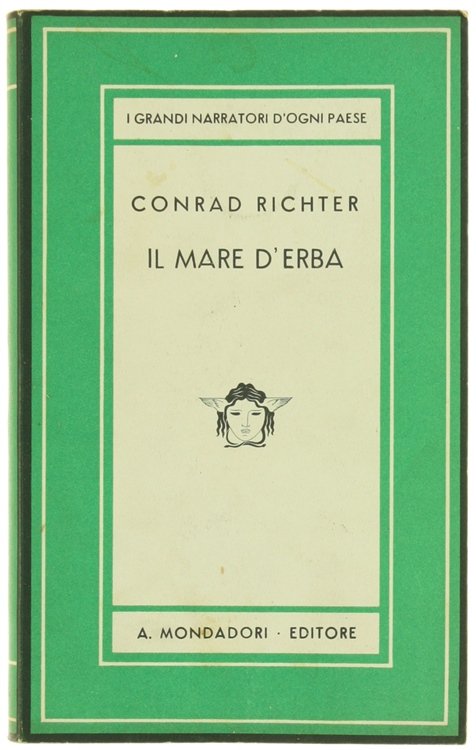 I GRANDI NARRATORI D'OGNI PAESE
CONRAD RICHTER
IL MARE D'ERBA
A. MONDADORI · EDITORE